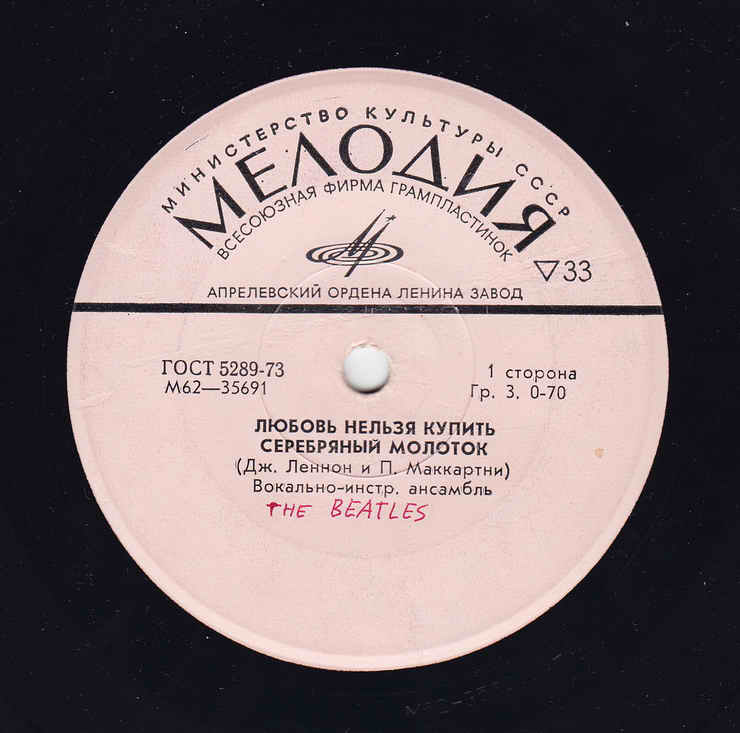 МИНИСТЕРСТВО КУЛЬТУРЫ СССР
МЕЛОДИЯ
ВСЕСОЮЗНАЯ ФИРМА ГРАМПЛАСТИНОК
▽33
АПРЕЛЕВСКИЙ ОРДЕНА ЛЕНИНА ЗАВОД
ГОСТ 5289-73
М62—35691
1 сторона
Гр. 3. 0-70
ЛЮБОВЬ НЕЛЬЗЯ КУПИТЬ
СЕРЕБРЯНЫЙ МОЛОТОК
(Дж. Леннон и П. Маккартни)
Вокально-инстр. ансамбль
THE BEATLES